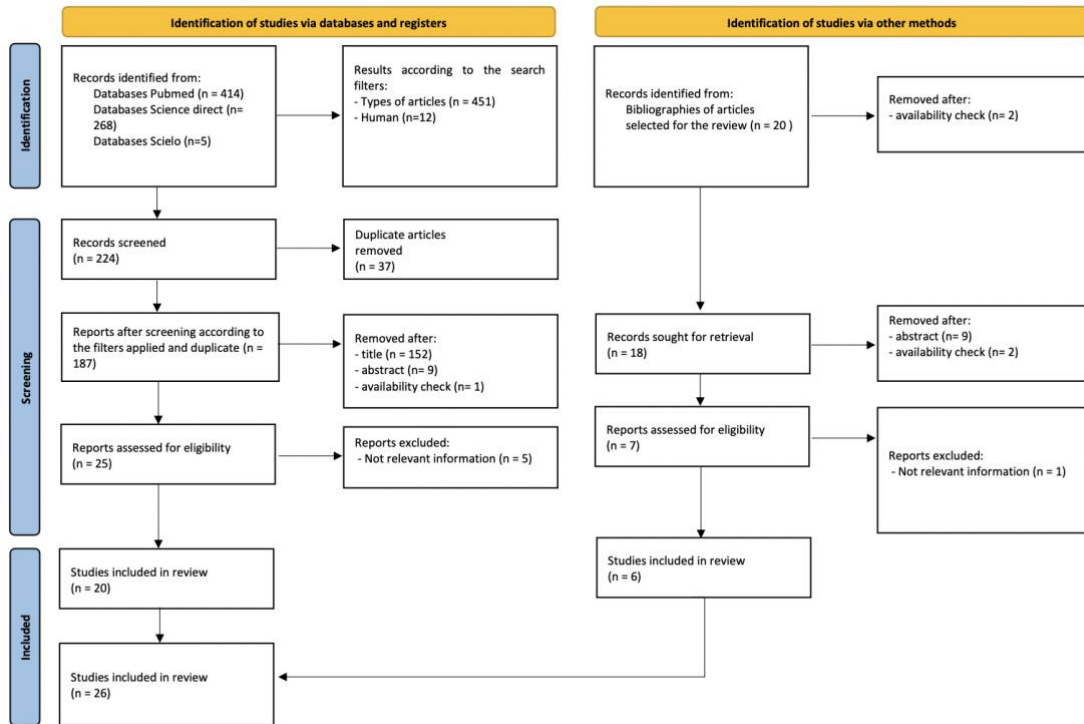 Identification of studies via databases and registers
Identification of studies via other methods
Identification
Records identified from:
Databases Pubmed (n = 414)
Databases Science direct (n=
268)
Databases Scielo (n=5)
Results according to the search
filters:
- Types of articles (n = 451)
- Human (n=12)
Records identified from:
Bibliographies of articles
selected for the review (n = 20 )
Removed after:
- availability check (n= 2)
Screening
Records screened
(n = 224)
Duplicate articles
removed
(n = 37)
Reports after screening according to
the filters applied and duplicate (n =
187)
Removed after:
- title (n = 152)
- abstract (n= 9)
- availability check (n= 1)
Records sought for retrieval
(n = 18)
Removed after:
- abstract (n= 9)
- availability check (n= 2)
Reports assessed for eligibility
(n = 25)
Reports excluded:
- Not relevant information (n = 5)
Reports assessed for eligibility
(n = 7)
Reports excluded:
- Not relevant information (n = 1)
Included
Studies included in review
(n = 20)
Studies included in review
(n = 6)
Studies included in review
(n = 26)